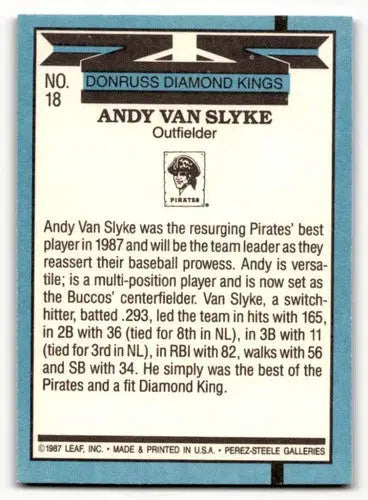 NO.
18
DONRUSS DIAMOND KINGS
ANDY VAN SLYKE
Outfielder
PIRATES
®
Andy Van Slyke was the resurging Pirates' best
player in 1987 and will be the team leader as they
reassert their baseball prowess. Andy is versa-
tile; is a multi-position player and is now set as
the Buccos' centerfielder. Van Slyke, a switch-
hitter, batted .293, led the team in hits with 165,
in 2B with 36 (tied for 8th in NL), in 3B with 11
(tied for 3rd in NL), in RBI with 82, walks with 56
and SB with 34. He simply was the best of the
Pirates and a fit Diamond King.
©1987 LEAF, INC. • MADE & PRINTED IN U.S.A. • PEREZ-STEELE GALLERIES